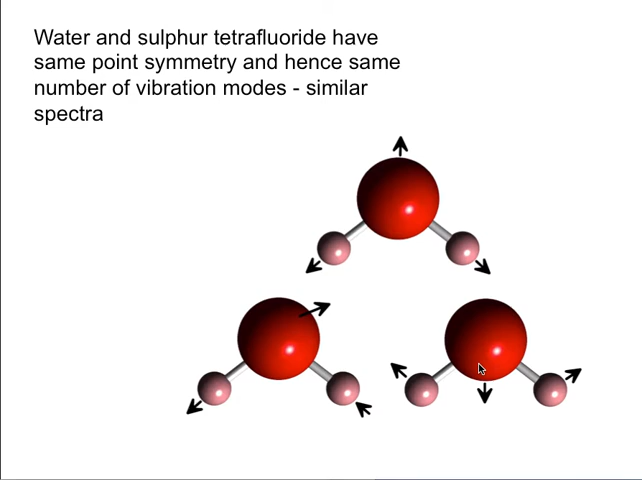 Water and sulphur tetrafluoride have
same point symmetry and hence same
number of vibration modes - similar
spectra